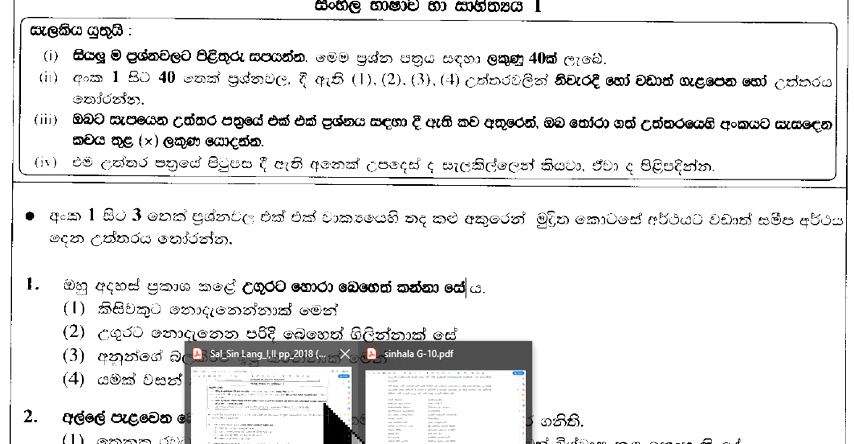 සිංහල භාෂාව හා සාහිත්‍යය I
සැලකිය යුතුයි :
(i) සියලු ම ප්‍රශ්නවලට පිළිතුරු සපයන්න. මෙම ප්‍රශ්න පත්‍රය සඳහා ලකුණු 40ක් ලැබේ.
(ii) අංක 1 සිට 40 තෙක් ප්‍රශ්නවල, දී ඇති (1), (2), (3), (4) උත්තරවලින් නිවැරදි හෝ වඩාත් ගැළපෙන හෝ උත්තරය
තෝරන්න.
(iii) ඔබට සැපයෙන උත්තර පත්‍රයේ එක් එක් ප්‍රශ්නය සඳහා දී ඇති කව අතුරෙන්, ඔබ තෝරා ගත් උත්තරයෙහි අංකයට සැසඳෙන
කවය තුළ (×) ලකුණ යොදන්න.
(iv) එම උත්තර පත්‍රයේ පිටුපස දී ඇති අනෙක් උපදෙස් ද සැලකිල්ලෙන් කියවා, ඒවා ද පිළිපදින්න.
● අංක 1 සිට 3 තෙක් ප්‍රශ්නවල එක් එක් වාක්‍යයෙහි තද කළු අකුරෙන් මුද්‍රිත කොටසේ අර්ථයට වඩාත් සමීප අර්ථය
දෙන උත්තරය තෝරන්න.
1. ඔහු අදහස් ප්‍රකාශ කළේ උගුරට හොරා බෙහෙත් කන්නා සේ ය.
(1) කිසිවකුට නොදැනෙන්නාක් මෙන්
(2) උගුරට නොදැනෙන පරිදි බෙහෙත් ගිලින්නාක් සේ
(3) අනුන්ගේ
(4) යමක් වසන්
Sal_Sin Lang_I,II pp_2018 (... sinhala G-10.pdf
2. අල්ලේ පැළවෙන ගනිති.
(1) කෙනකු